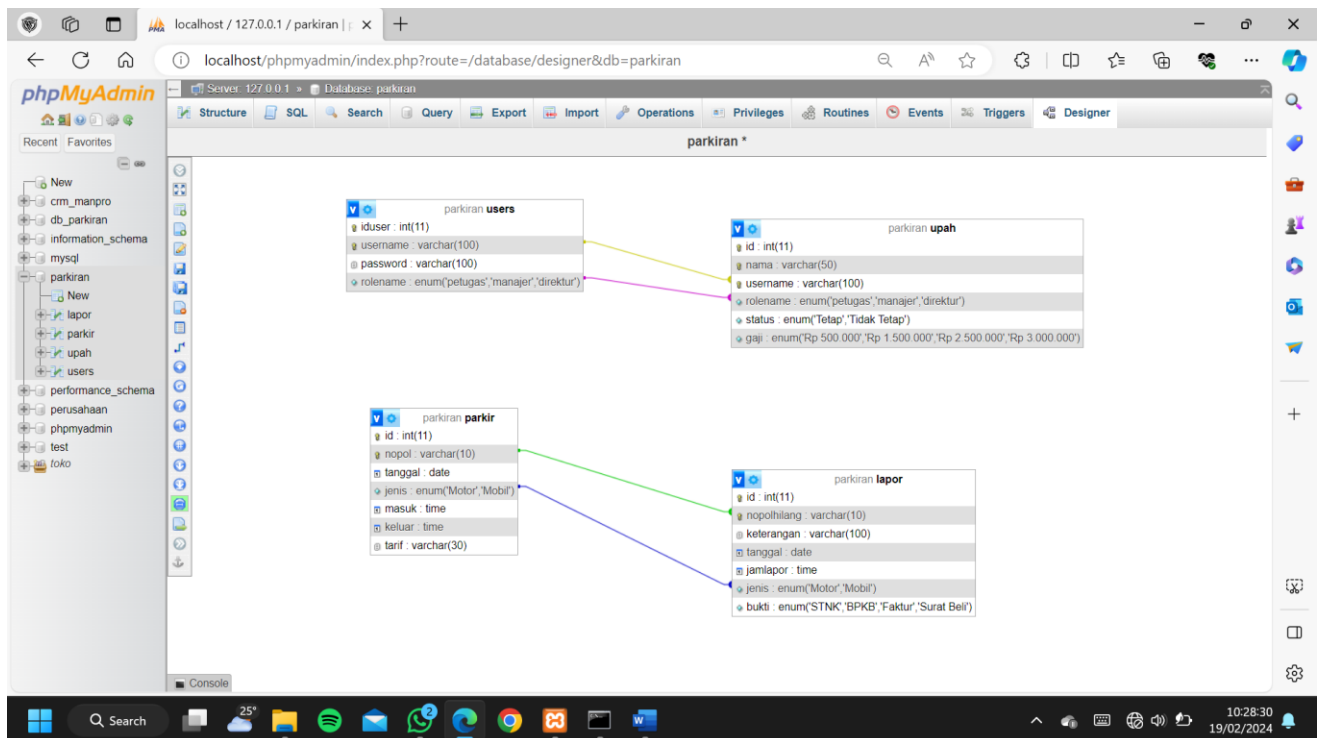 localhost / 127.0.0.1 / parkiran | p
localhost/phpmyadmin/index.php?route=/database/designer&db=parkiran
phpMyAdmin
Recent Favorites
New
crm_manpro
db_parkiran
information_schema
mysql
parkiran
New
lapor
parkir
upah
users
performance_schema
perusahaan
phpmyadmin
test
toko
Server: 127.0.0.1 » Database: parkiran
Structure SQL Search Query Export Import Operations Privileges Routines Events Triggers Designer
parkiran *
parkiran users
iduser : int(11)
username : varchar(100)
password : varchar(100)
rolename : enum('petugas','manajer','direktur')
parkiran upah
id : int(11)
nama : varchar(50)
username : varchar(100)
rolename : enum('petugas','manajer','direktur')
status : enum('Tetap','Tidak Tetap')
gaji : enum('Rp 500.000','Rp 1.500.000','Rp 2.500.000','Rp 3.000.000')
parkiran parkir
id : int(11)
nopol : varchar(10)
tanggal : date
jenis : enum('Motor','Mobil')
masuk : time
keluar : time
tarif : varchar(30)
parkiran lapor
id : int(11)
nopolhilang : varchar(10)
keterangan : varchar(100)
tanggal : date
jamlapor : time
jenis : enum('Motor','Mobil')
bukti : enum('STNK','BPKB','Faktur','Surat Beli')
Console
Search
25°
2
10:28:30
19/02/2024